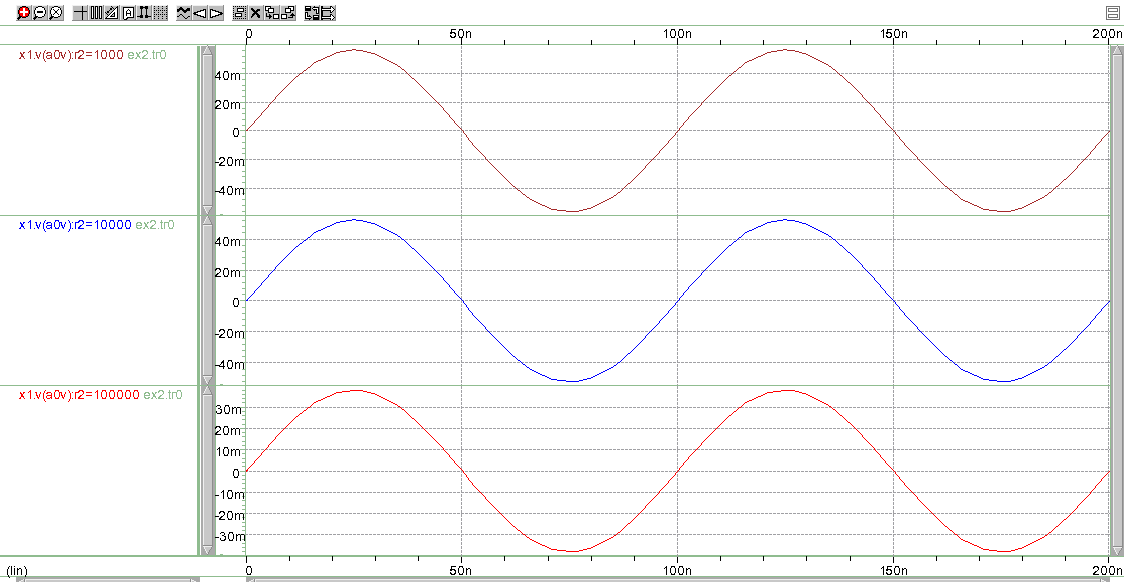 A
0 50n 100n 150n 200n
x1.v(a0v):r2=1000 ex2.tr0
40m
20m
0
-20m
-40m
x1.v(a0v):r2=10000 ex2.tr0
40m
20m
0
-20m
-40m
x1.v(a0v):r2=100000 ex2.tr0
30m
20m
10m
0
-10m
-20m
-30m
(lin) 0 50n 100n 150n 200n